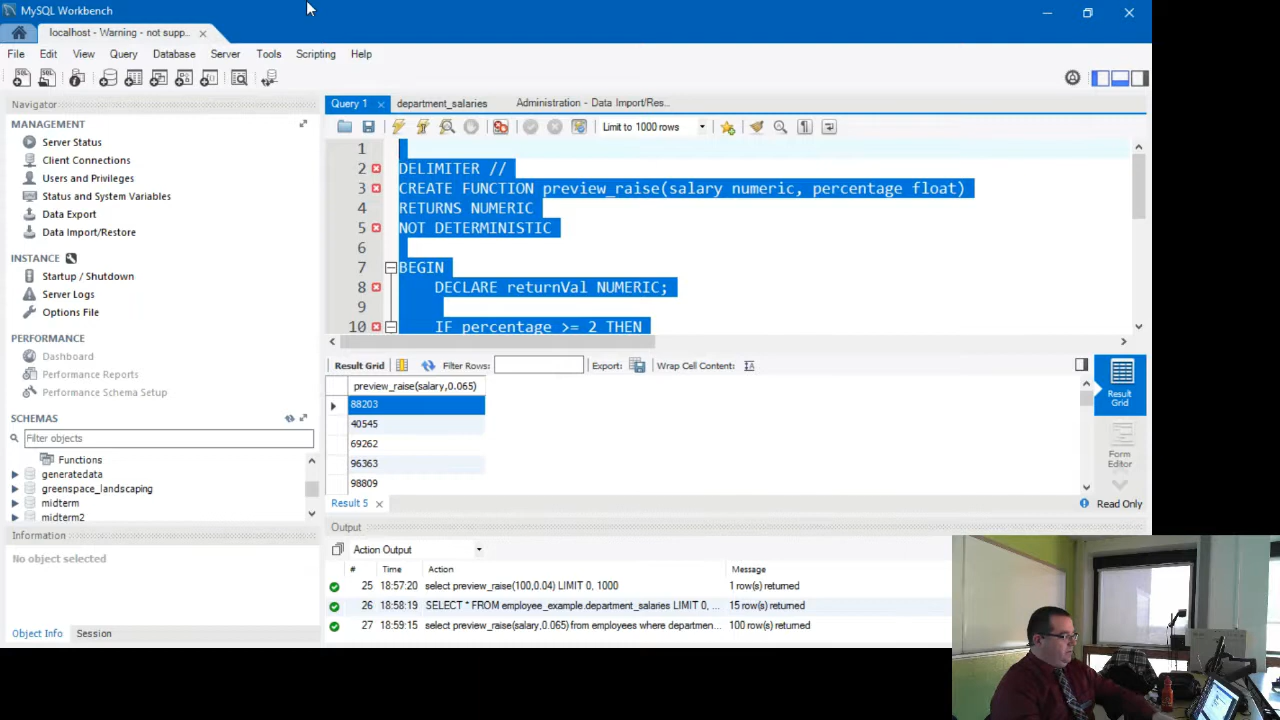 MySQL Workbench
localhost - Warning - not supp..
File Edit View Query Database Server Tools Scripting Help
Navigator
MANAGEMENT
Server Status
Client Connections
Users and Privileges
Status and System Variables
Data Export
Data Import/Restore
INSTANCE
Startup / Shutdown
Server Logs
Options File
PERFORMANCE
Dashboard
Performance Reports
Performance Schema Setup
SCHEMAS
Filter objects
Functions
generatedata
greenspace_landscaping
midterm
midterm2
Information
No object selected
Object Info Session
Query 1 department_salaries Administration - Data Import/Res...
Limit to 1000 rows
1
2 DELIMITER //
3 CREATE FUNCTION preview_raise(salary numeric, percentage float)
4 RETURNS NUMERIC
5 NOT DETERMINISTIC
6
7 BEGIN
8 DECLARE returnVal NUMERIC;
9
10 IF percentage >= 2 THEN
Result Grid Filter Rows: Export: Wrap Cell Content:
preview_raise(salary,0.065)
88203
40545
69262
96363
98809
Result Grid
Form Editor
Result 5 Read Only
Output
Action Output
# Time Action Message
25 18:57:20 select preview_raise(100,0.04) LIMIT 0, 1000 1 row(s) returned
26 18:58:19 SELECT * FROM employee_example.department_salaries LIMIT 0, ... 15 row(s) returned
27 18:59:15 select preview_raise(salary,0.065) from employees where departmen... 100 row(s) returned